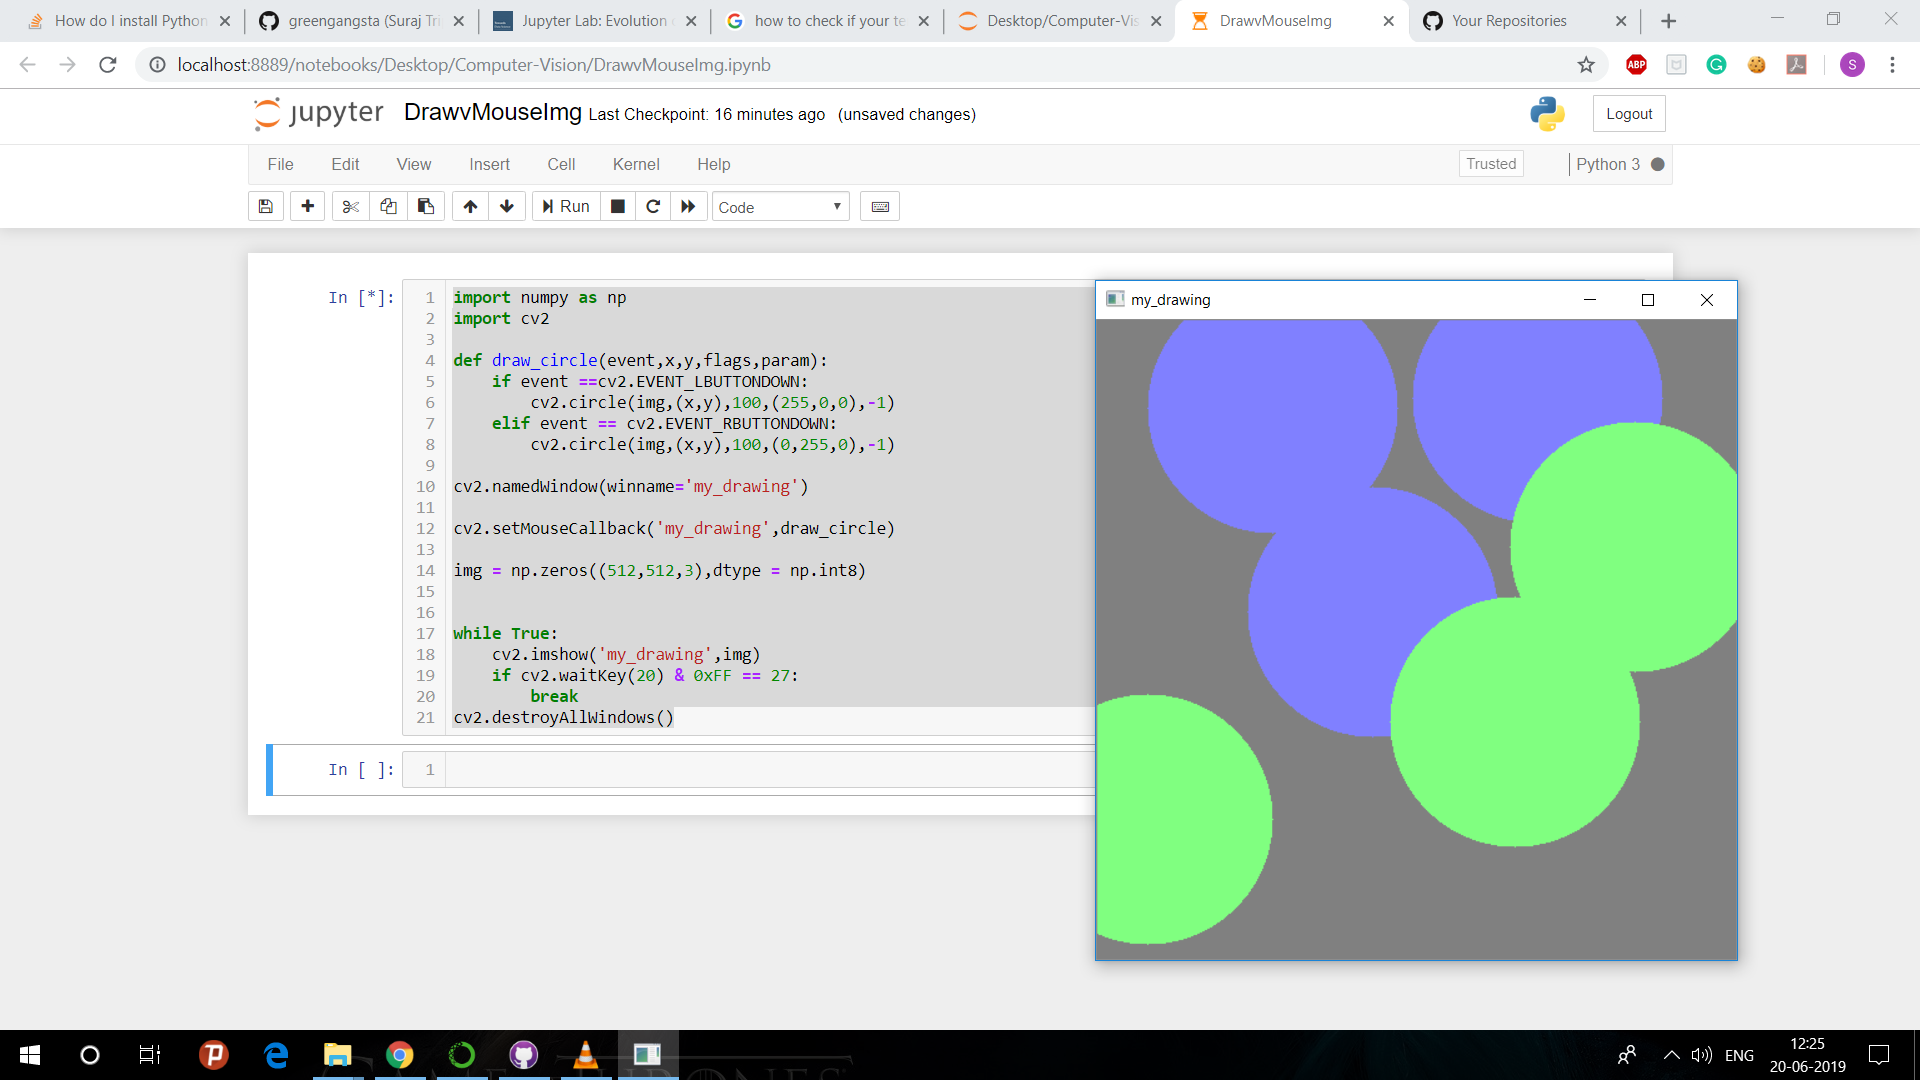 How do I install Python
greengangsta (Suraj Tri
Jupyter Lab: Evolution
how to check if your te
Desktop/Computer-Vis
DrawvMouseImg
Your Repositories
localhost:8889/notebooks/Desktop/Computer-Vision/DrawvMouseImg.ipynb
ABP
S
jupyter DrawvMouseImg Last Checkpoint: 16 minutes ago (unsaved changes)
Logout
File Edit View Insert Cell Kernel Help
Trusted Python 3
Run Code
In [*]:
1 import numpy as np
2 import cv2
3
4 def draw_circle(event,x,y,flags,param):
5     if event ==cv2.EVENT_LBUTTONDOWN:
6         cv2.circle(img,(x,y),100,(255,0,0),-1)
7     elif event == cv2.EVENT_RBUTTONDOWN:
8         cv2.circle(img,(x,y),100,(0,255,0),-1)
9
10 cv2.namedWindow(winname='my_drawing')
11
12 cv2.setMouseCallback('my_drawing',draw_circle)
13
14 img = np.zeros((512,512,3),dtype = np.int8)
15
16
17 while True:
18     cv2.imshow('my_drawing',img)
19     if cv2.waitKey(20) & 0xFF == 27:
20         break
21 cv2.destroyAllWindows()
In [ ]:
1
my_drawing
ENG
12:25
20-06-2019